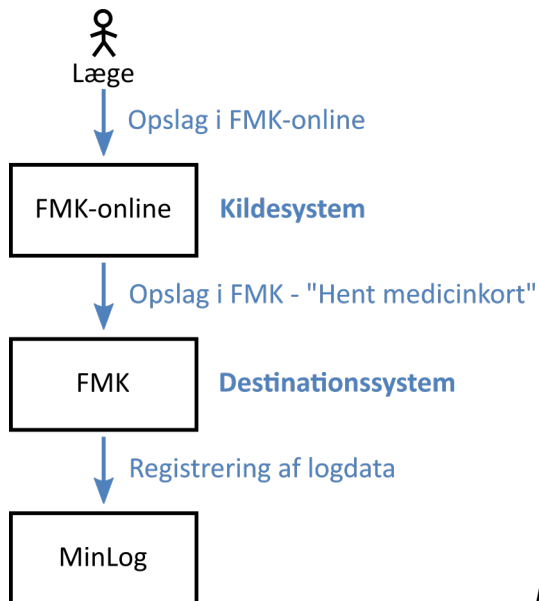 Læge
Opslag i FMK-online
FMK-online
Kildesystem
Opslag i FMK - "Hent medicinkort"
FMK
Destinationssystem
Registrering af logdata
MinLog